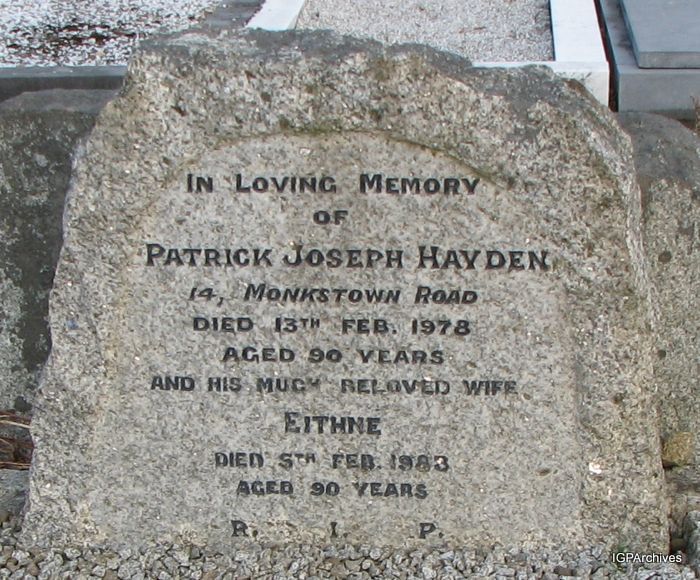 In Loving Memory
OF
Patrick Joseph Hayden
14, Monkstown Road
DIED 13TH FEB. 1978
AGED 90 YEARS
AND HIS MUCH BELOVED WIFE
Eithne
DIED 5TH FEB. 1983
AGED 90 YEARS
R. I. P.
IGPArchives